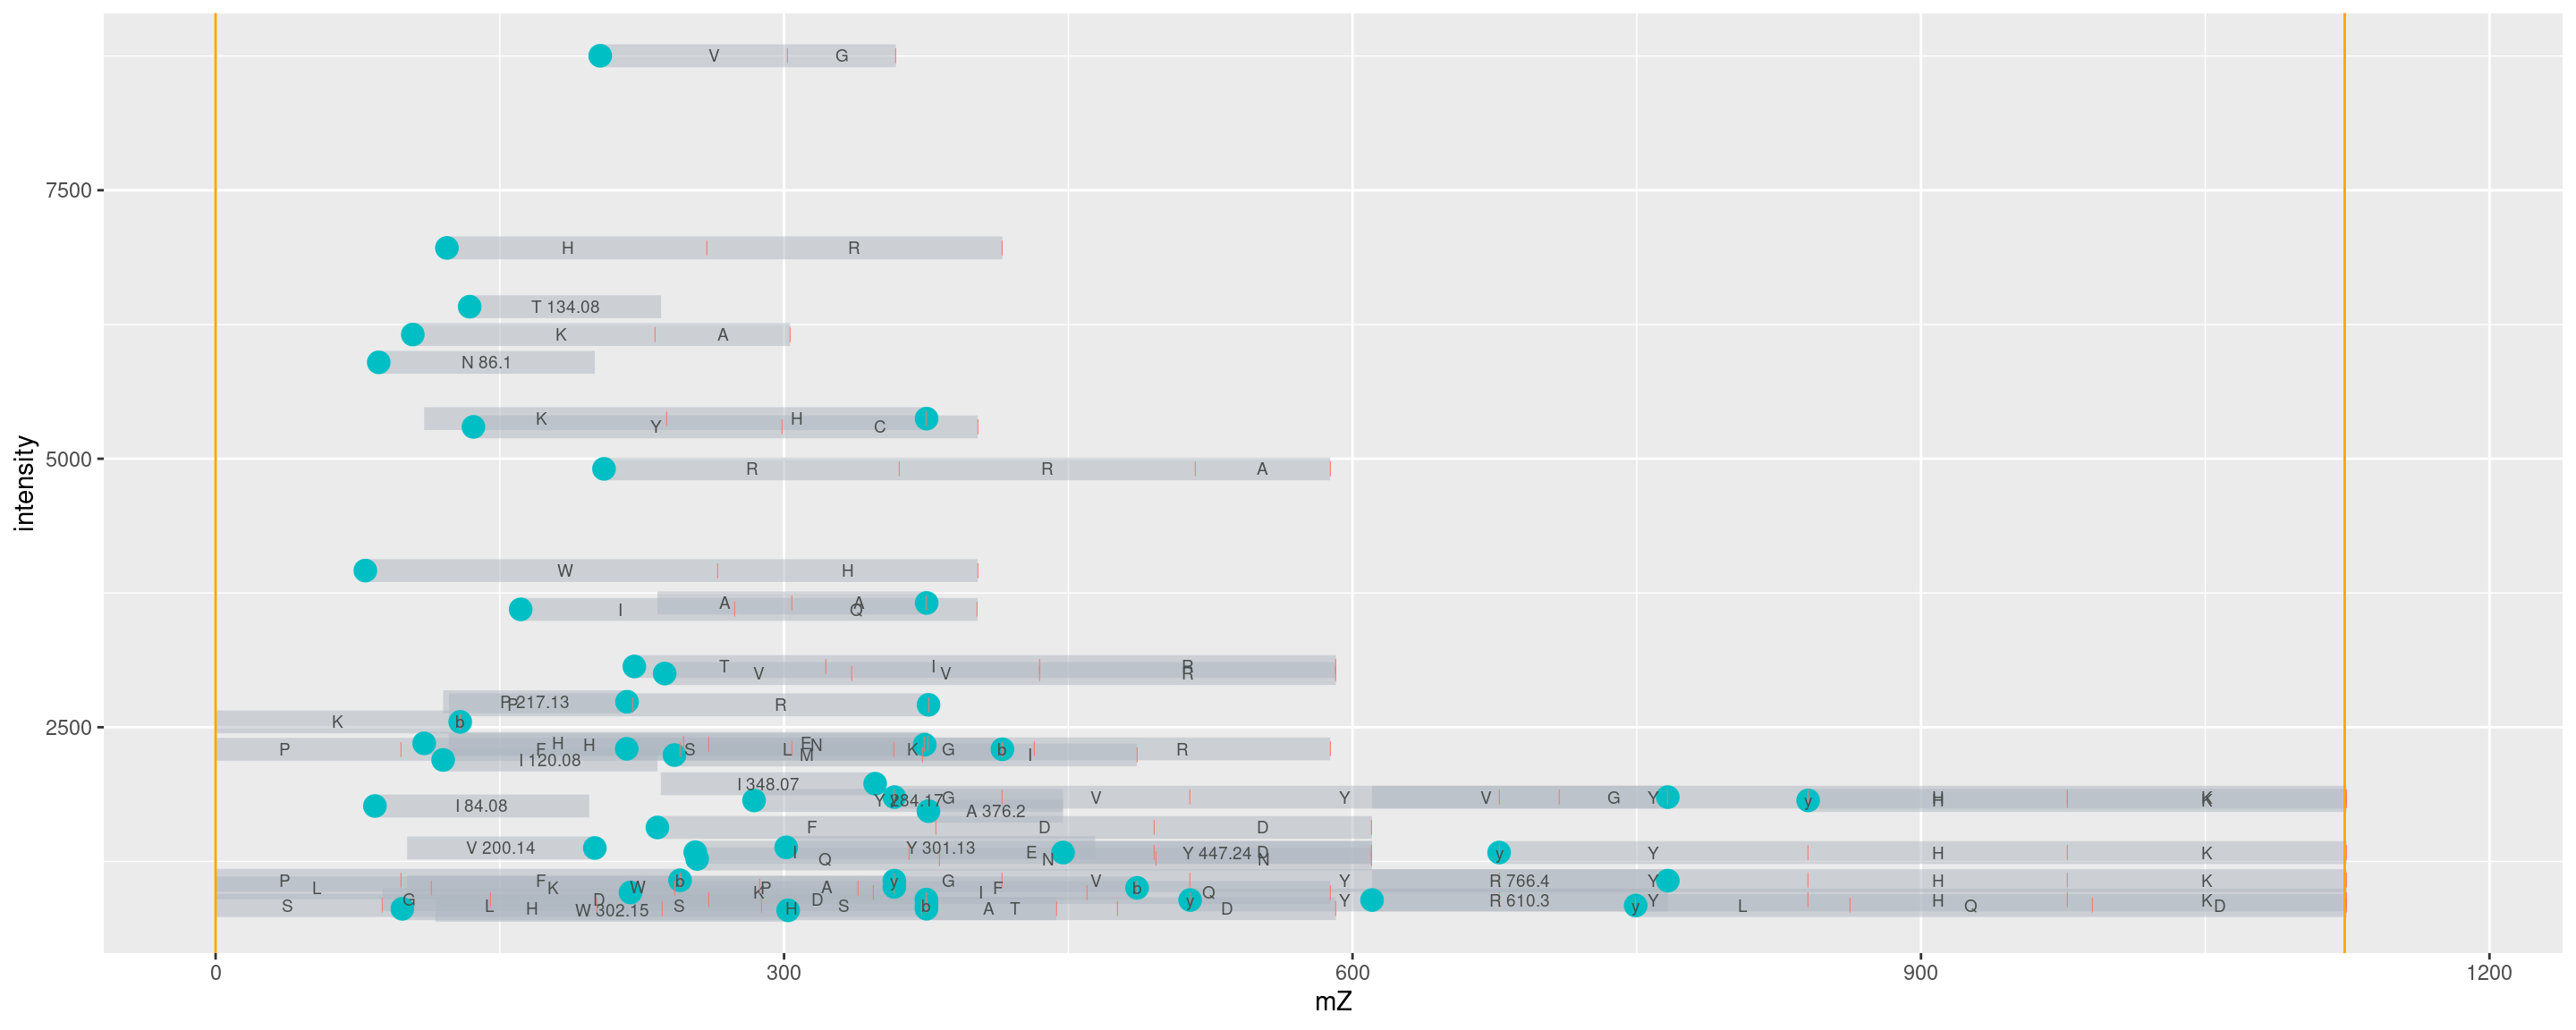 V G
7500
H R
T 134.08
K A
N 86.1
K H
Y C
5000
R R A
intensity
W H
A A
I Q
T I R
V V R
P 217.13
P R
2500
K b
H H E N
P F S L K G b I R
M
I 120.08
I 348.07
Y 284.17 G V Y V G Y H K
y
I 84.08
A 376.2
F D D
V 200.14 Y 301.13
I E Y 447.24 D y Y H K
Q N N
P F b P y G V Y R 766.4 Y H K
L K W A F b
K I Q
G D D y Y R 610.3 Y H K
S L S S b A D y L Q D
H W 302.15 H T
0 300 600 900 1200
mZ